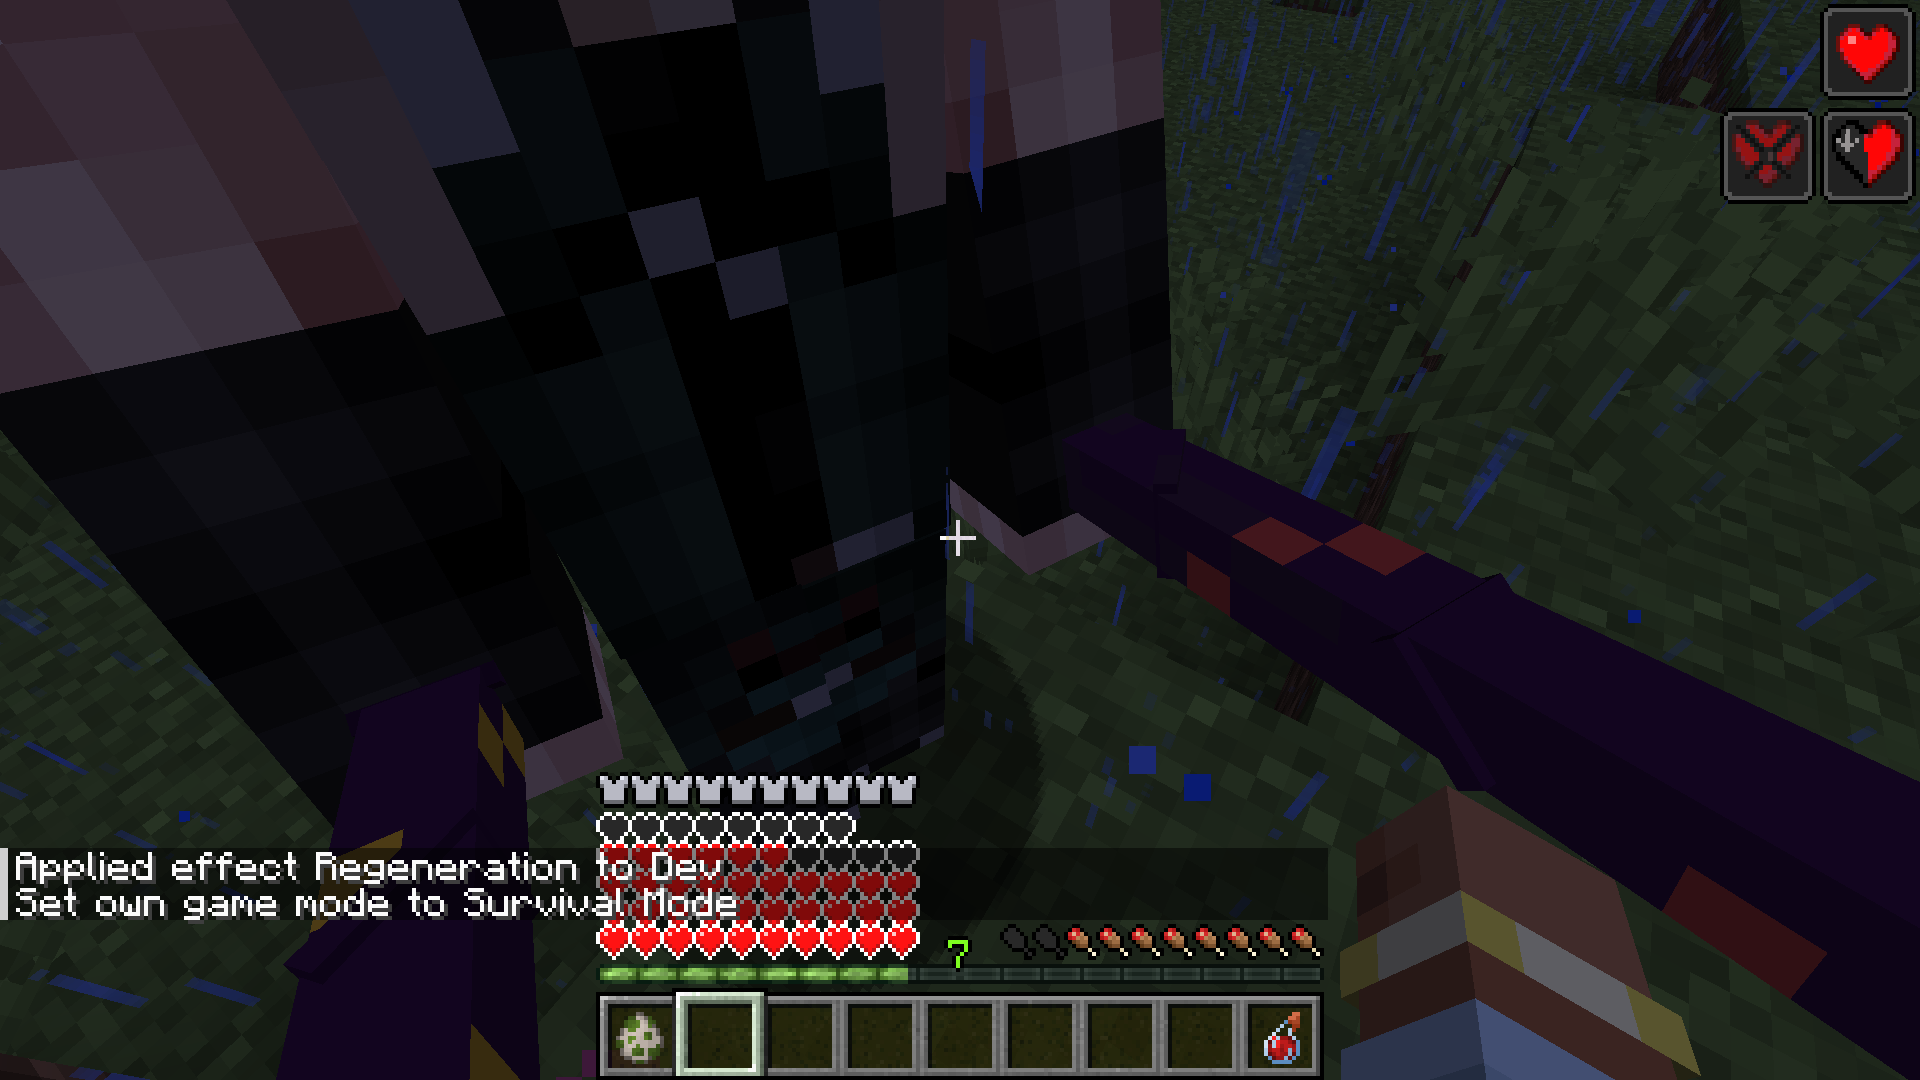 Applied effect Regeneration to Dev
Set own game mode to Survival Mode
7